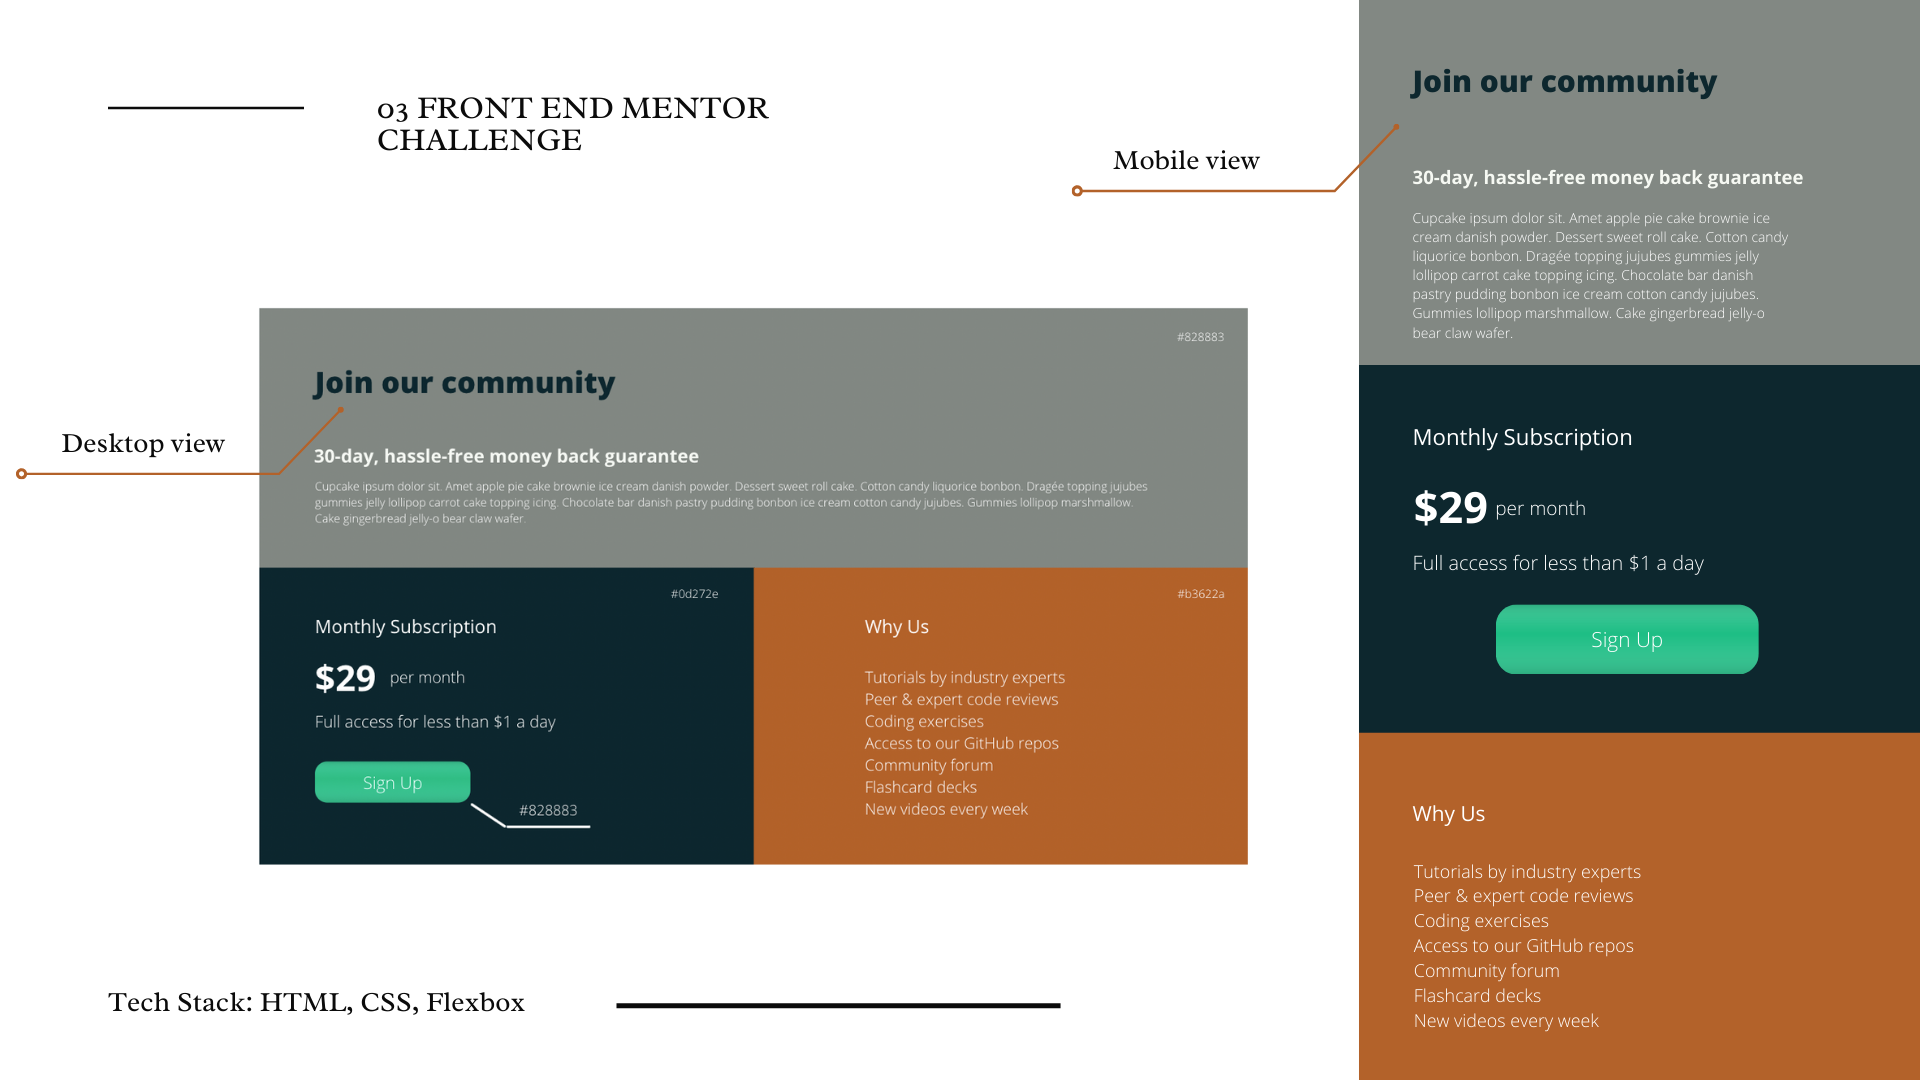 03 FRONT END MENTOR
CHALLENGE
Mobile view
Desktop view
#828883
Join our community
30-day, hassle-free money back guarantee
Cupcake ipsum dolor sit. Amet apple pie cake brownie ice cream danish powder. Dessert sweet roll cake. Cotton candy liquorice bonbon. Dragée topping jujubes
gummies jelly lollipop carrot cake topping icing. Chocolate bar danish pastry pudding bonbon ice cream cotton candy jujubes. Gummies lollipop marshmallow.
Cake gingerbread jelly-o bear claw wafer.
#0d272e
Monthly Subscription
$29 per month
Full access for less than $1 a day
Sign Up
#828883
#b3622a
Why Us
Tutorials by industry experts
Peer & expert code reviews
Coding exercises
Access to our GitHub repos
Community forum
Flashcard decks
New videos every week
Tech Stack: HTML, CSS, Flexbox
Join our community
30-day, hassle-free money back guarantee
Cupcake ipsum dolor sit. Amet apple pie cake brownie ice
cream danish powder. Dessert sweet roll cake. Cotton candy
liquorice bonbon. Dragée topping jujubes gummies jelly
lollipop carrot cake topping icing. Chocolate bar danish
pastry pudding bonbon ice cream cotton candy jujubes.
Gummies lollipop marshmallow. Cake gingerbread jelly-o
bear claw wafer.
Monthly Subscription
$29 per month
Full access for less than $1 a day
Sign Up
Why Us
Tutorials by industry experts
Peer & expert code reviews
Coding exercises
Access to our GitHub repos
Community forum
Flashcard decks
New videos every week